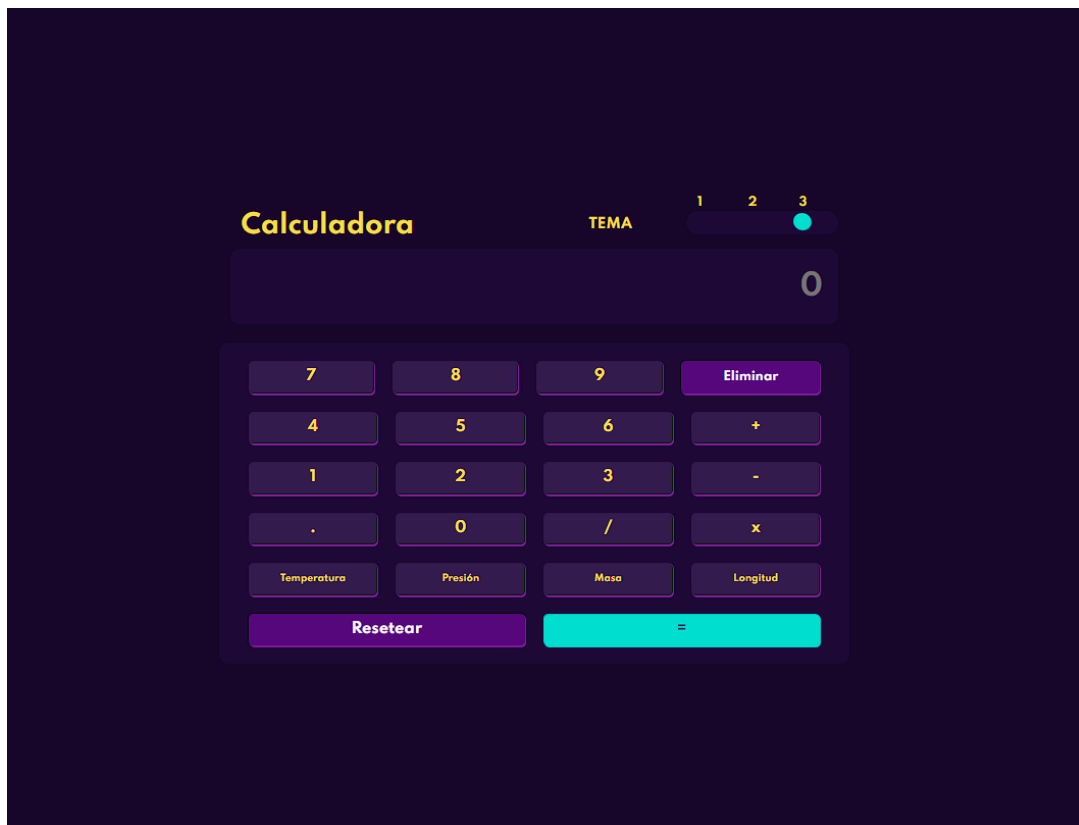 1 2 3
Calculadora TEMA
0
7 8 9 Eliminar
4 5 6 +
1 2 3 -
. 0 / x
Temperatura Presión Masa Longitud
Resetear =